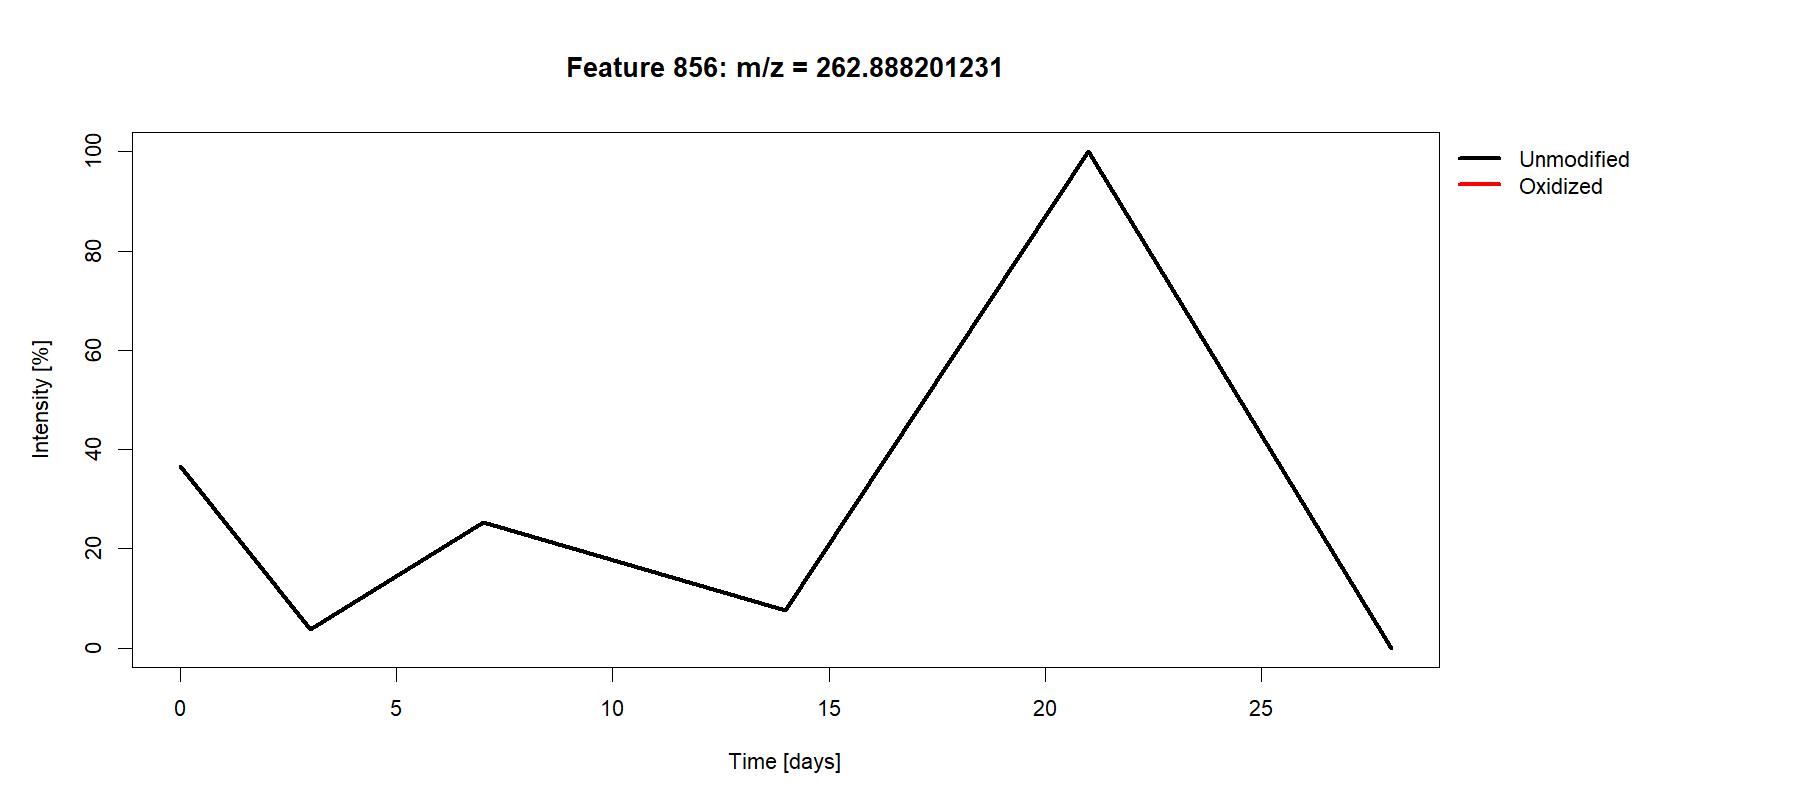 Feature 856: m/z = 262.888201231
100
80
60
40
20
0
Intensity [%]
Unmodified
Oxidized
0 5 10 15 20 25
Time [days]